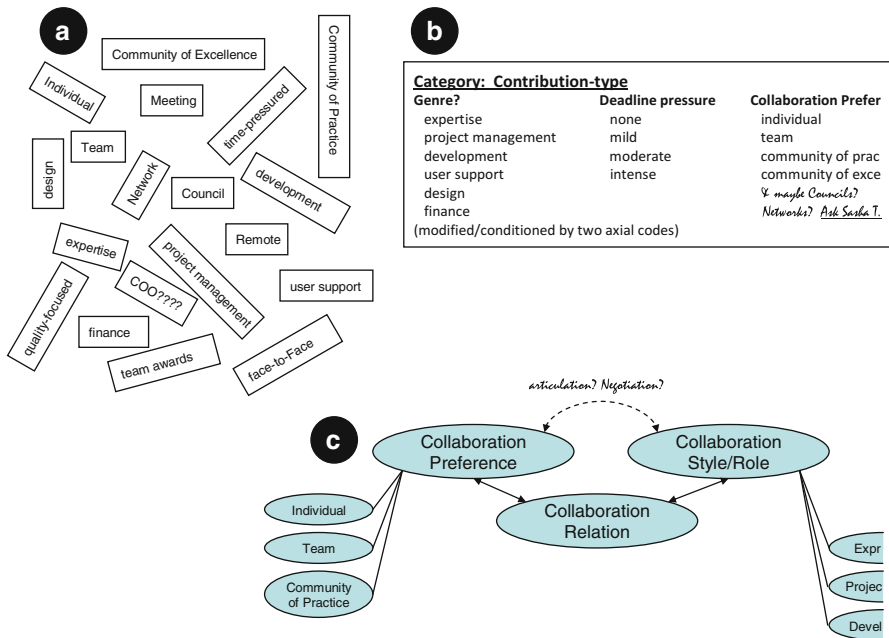 a
Community of Excellence
Community of Practice
Individual
Meeting
time-pressured
Team
design
Network
Council
development
expertise
Remote
project management
COO????
user support
quality-focused
finance
team awards
face-to-Face
b
Category: Contribution-type
Genre? Deadline pressure Collaboration Prefer
expertise none individual
project management mild team
development moderate community of prac
user support intense community of exce
design & maybe Councils?
finance Networks? Ask Sasha T.
(modified/conditioned by two axial codes)
articulation? Negotiation?
c
Collaboration
Preference
Collaboration
Style/Role
Collaboration
Relation
Individual
Team
Community
of Practice
Expr
Projec
Devel